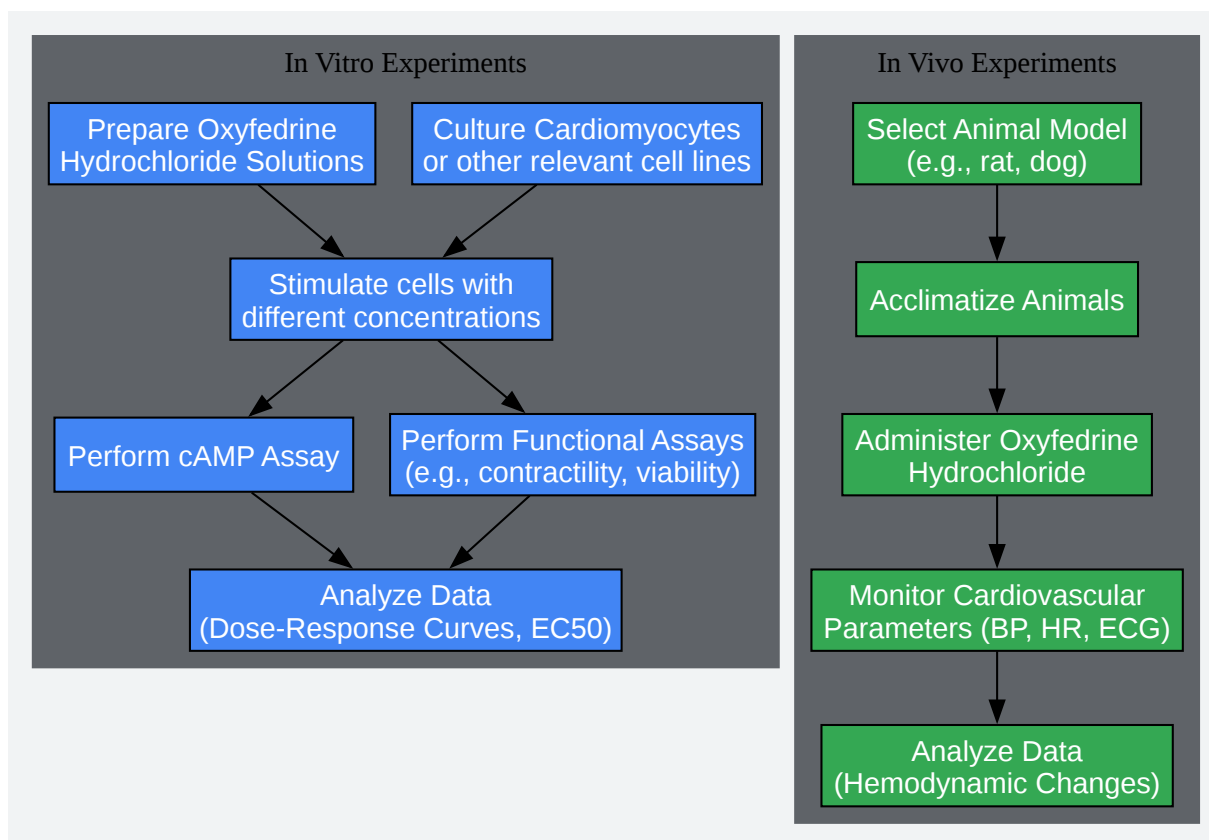 In Vitro Experiments
Prepare Oxyfedrine
Hydrochloride Solutions
Culture Cardiomyocytes
or other relevant cell lines
Stimulate cells with
different concentrations
Perform cAMP Assay
Perform Functional Assays
(e.g., contractility, viability)
Analyze Data
(Dose-Response Curves, EC50)
In Vivo Experiments
Select Animal Model
(e.g., rat, dog)
Acclimatize Animals
Administer Oxyfedrine
Hydrochloride
Monitor Cardiovascular
Parameters (BP, HR, ECG)
Analyze Data
(Hemodynamic Changes)